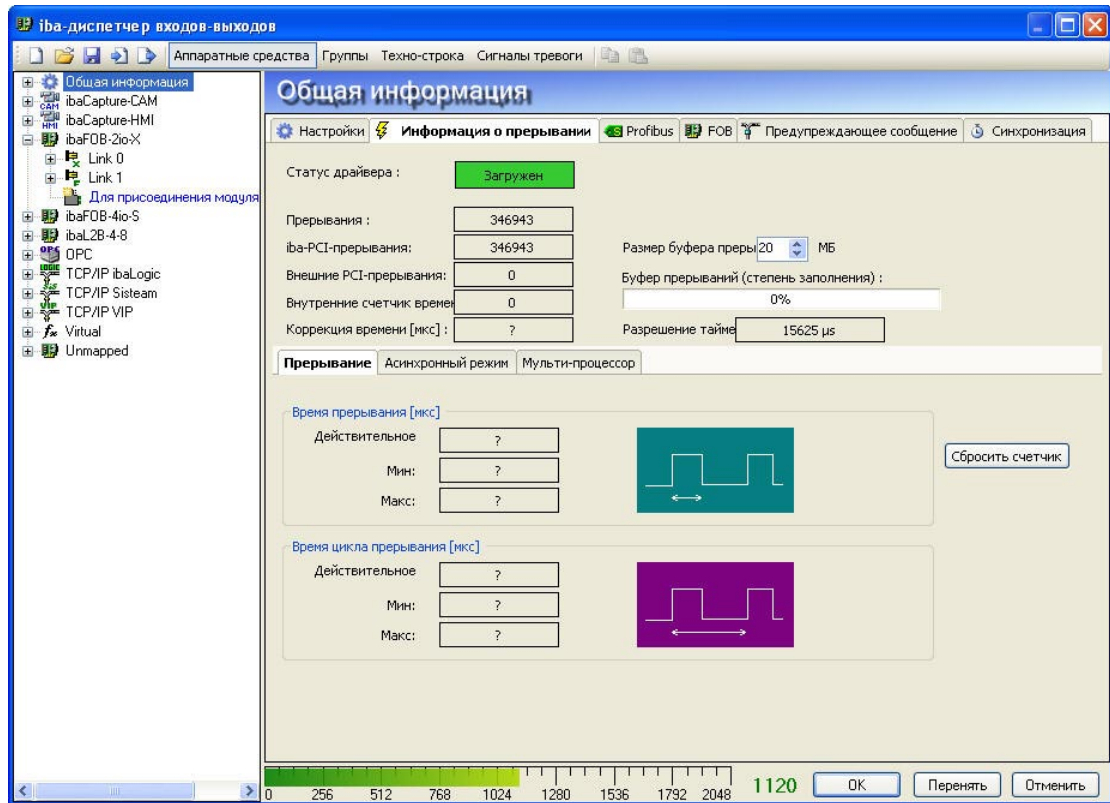 iba-диспетчер входов-выходов
Аппаратные средства Группы Техно-строка Сигналы тревоги
Общая информация
CAM ibaCapture-CAM
HMI ibaCapture-HMI
ibaFOB-2io-X
Link 0
Link 1
Для присоединения модуля
ibaFOB-4io-S
ibaL2B-4-8
OPC OPC
LOGIC TCP/IP ibaLogic
TCP/IP Sisteam
VIP TCP/IP VIP
fx Virtual
Unmapped
Общая информация
Настройки Информация о прерывании Profibus FOB Предупреждающее сообщение Синхронизация
Статус драйвера : Загружен
Прерывания : 346943
iba-PCI-прерывания: 346943 Размер буфера преры 20 МБ
Внешние PCI-прерывания: 0 Буфер прерываний (степень заполнения) :
Внутренние счетчик времен 0 0%
Коррекция времени [мкс] : ? Разрешение тайме 15625 µs
Прерывание Асинхронный режим Мульти-процессор
Время прерывания [мкс]
Действительное ?
Мин: ?
Макс: ?
Сбросить счетчик
Время цикла прерывания [мкс]
Действительное ?
Мин: ?
Макс: ?
0 256 512 768 1024 1280 1536 1792 2048 1120 OK Перенять Отменить